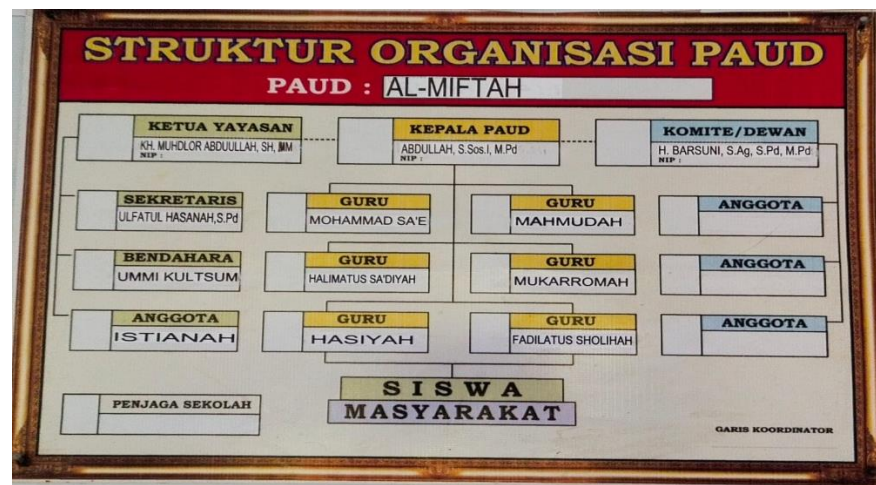 STRUKTUR ORGANISASI PAUD
PAUD : AL-MIFTAH
KETUA YAYASAN
KH. MUHDLOR ABDUULLAH, SH, MM
NIP :
KEPALA PAUD
ABDULLAH, S.Sos.I, M.Pd
NIP :
KOMITE/DEWAN
H. BARSUNI, S.Ag, S.Pd, M.Pd
NIP :
SEKRETARIS
ULFATUL HASANAH,S.Pd
GURU
MOHAMMAD SA'E
GURU
MAHMUDAH
ANGGOTA
BENDAHARA
UMMI KULTSUM
GURU
HALIMATUS SA'DIYAH
GURU
MUKARROMAH
ANGGOTA
ANGGOTA
ISTIANAH
GURU
HASIYAH
GURU
FADILATUS SHOLIHAH
ANGGOTA
SISWA
MASYARAKAT
PENJAGA SEKOLAH
GARIS KOORDINATOR